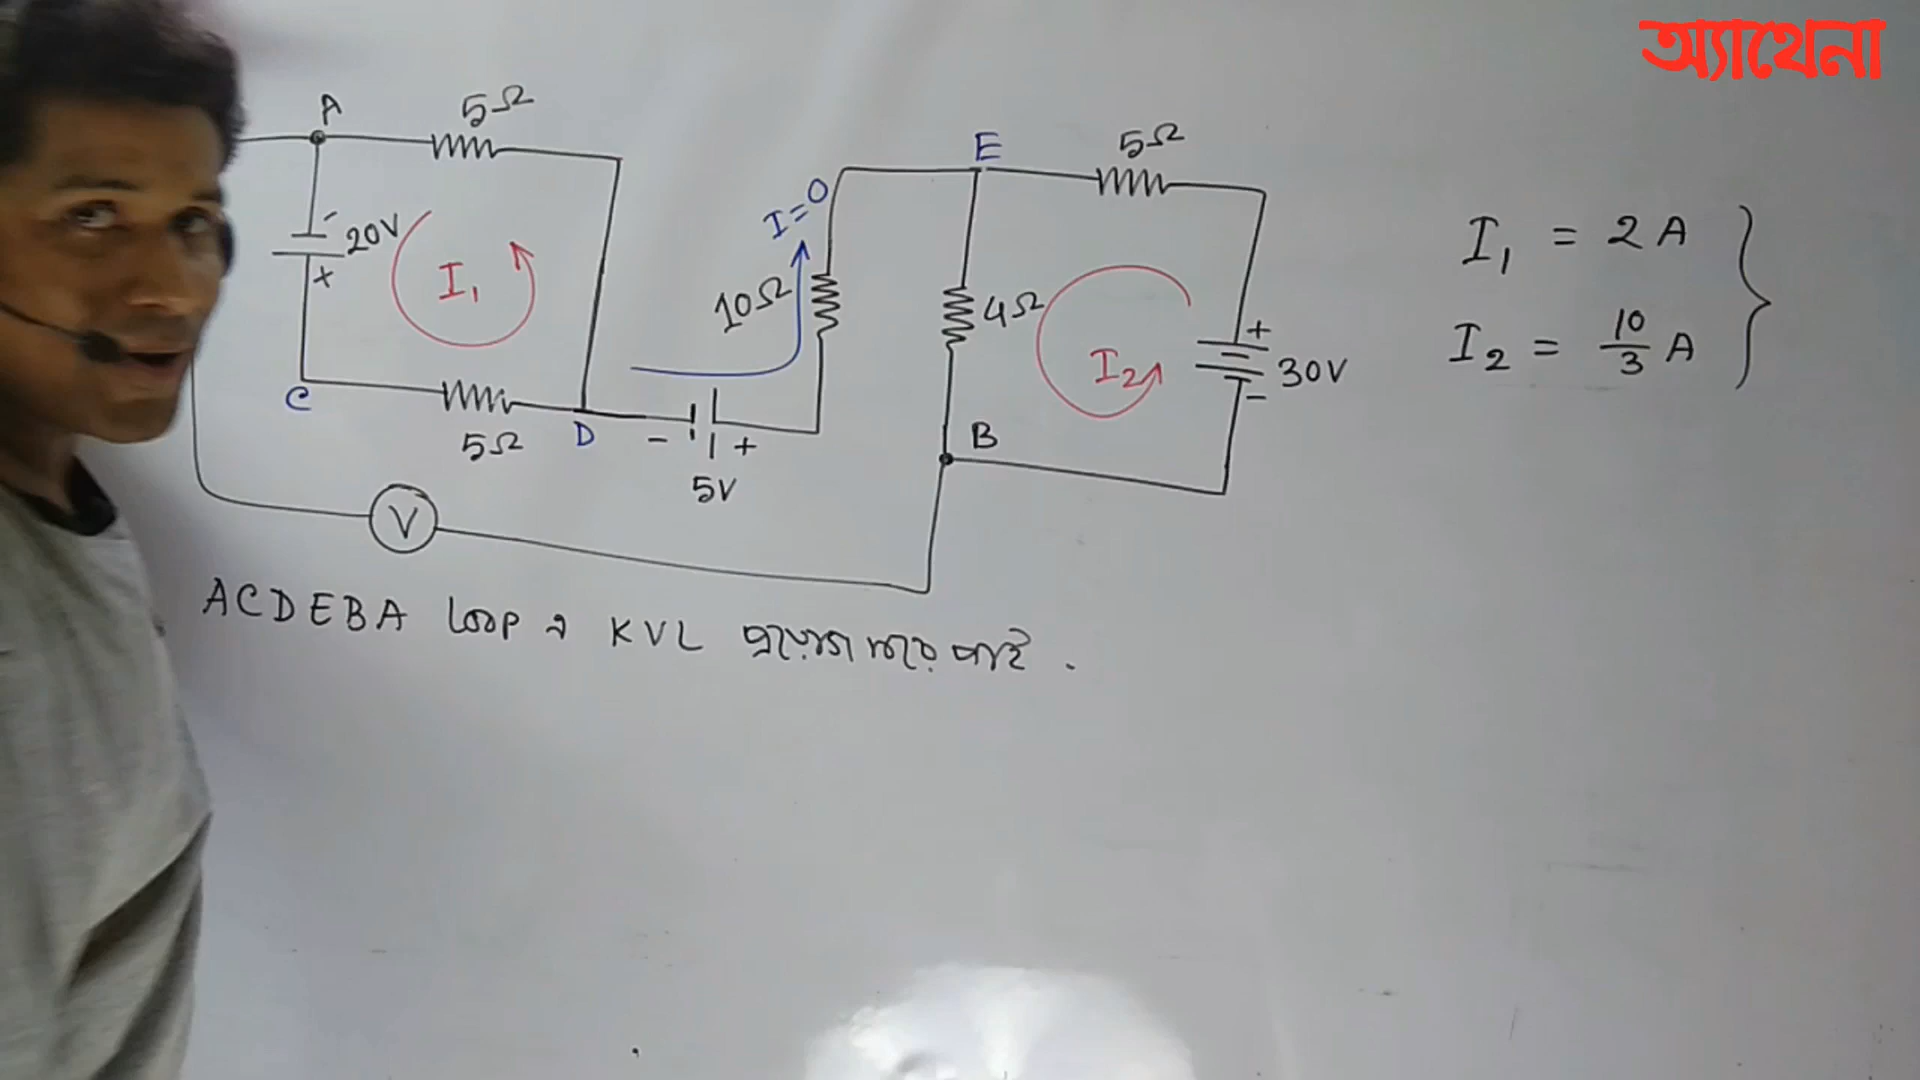 অ্যাথেনা
A
5Ω
E
5Ω
- 20V
+
I₁
I=0
10Ω
4Ω
I₂
+
30V
-
I₁ = 2 A
I₂ = 10/3 A
C
5Ω
D
- +
5V
B
V
ACDEBA Loop এ KVL প্রয়োগ করে পাই .